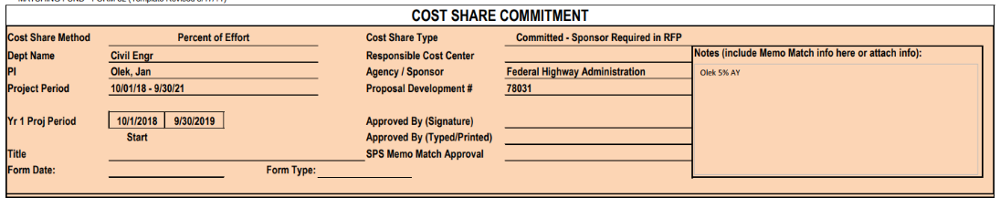 COST SHARE COMMITMENT
Cost Share Method Percent of Effort Cost Share Type Committed - Sponsor Required in RFP
Dept Name Civil Engr Responsible Cost Center Notes (include Memo Match info here or attach info):
PI Olek, Jan Agency / Sponsor Federal Highway Administration Olek 5% AY
Project Period 10/01/18 - 9/30/21 Proposal Development # 78031
Yr 1 Proj Period 10/1/2018 9/30/2019 Approved By (Signature)
Start Approved By (Typed/Printed)
Title SPS Memo Match Approval
Form Date: Form Type: